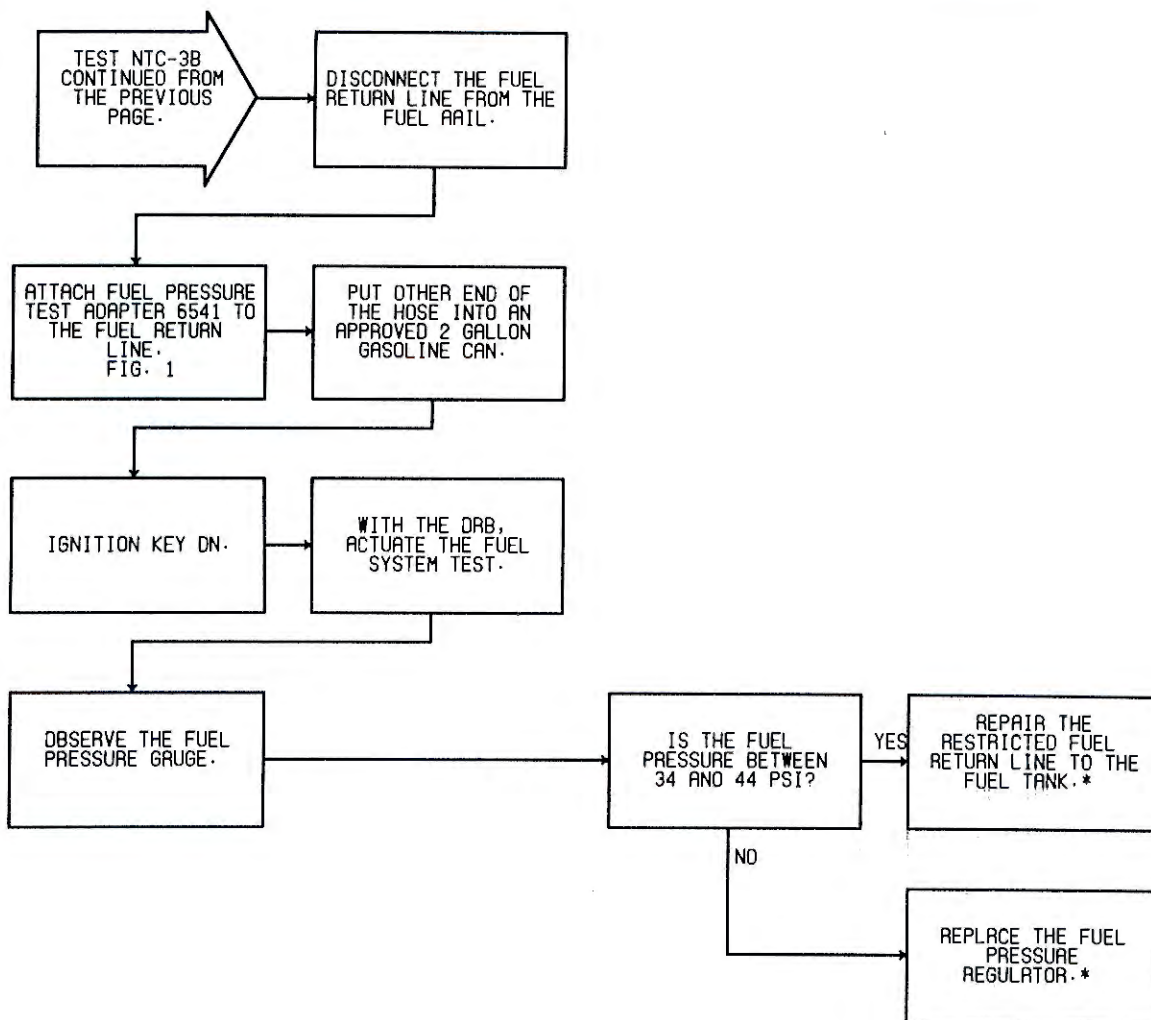 TEST NTC-3B
CONTINUED FROM
THE PREVIOUS
PAGE.
DISCONNECT THE FUEL
RETURN LINE FROM THE
FUEL RAIL.
ATTACH FUEL PRESSURE
TEST ADAPTER 6541 TO
THE FUEL RETURN
LINE.
FIG. 1
PUT OTHER END OF
THE HOSE INTO AN
APPROVED 2 GALLON
GASOLINE CAN.
IGNITION KEY ON.
WITH THE DRB,
ACTUATE THE FUEL
SYSTEM TEST.
OBSERVE THE FUEL
PRESSURE GAUGE.
IS THE FUEL
PRESSURE BETWEEN
34 AND 44 PSI?
YES
REPAIR THE
RESTRICTED FUEL
RETURN LINE TO THE
FUEL TANK.*
NO
REPLACE THE FUEL
PRESSURE
REGULATOR.*